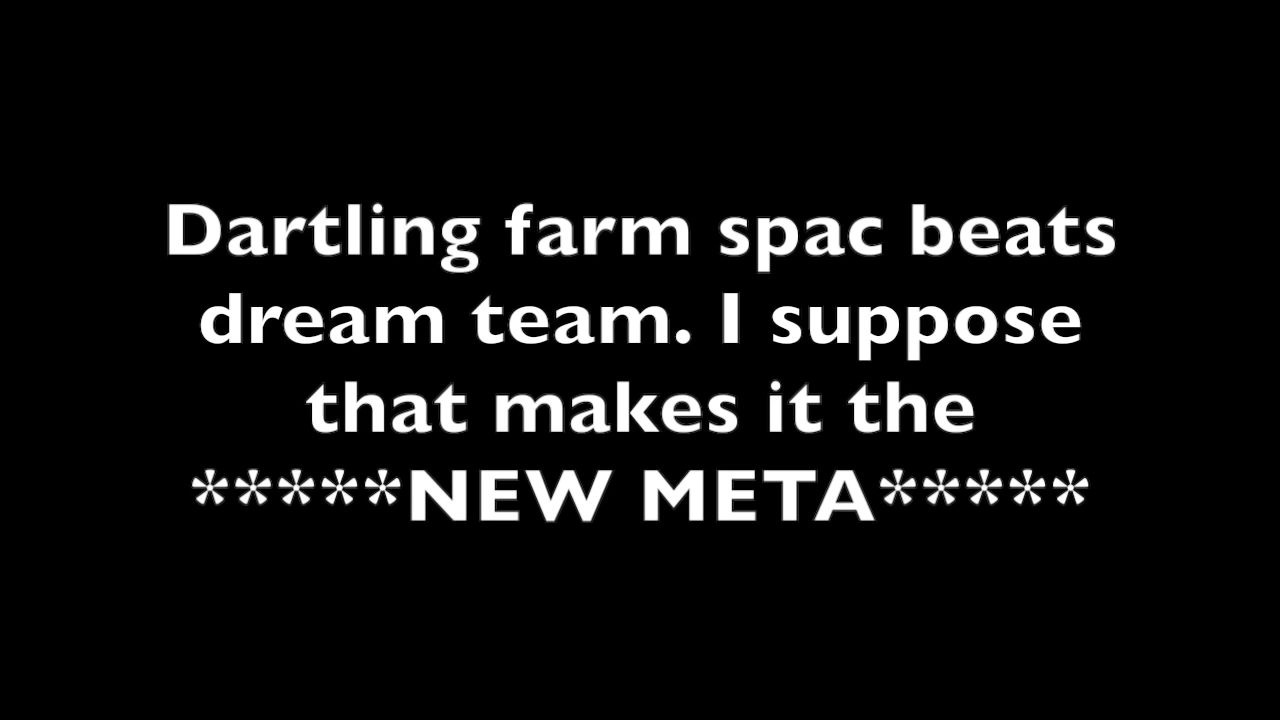 Dartling farm spac beats
dream team. I suppose
that makes it the
*****NEW META*****